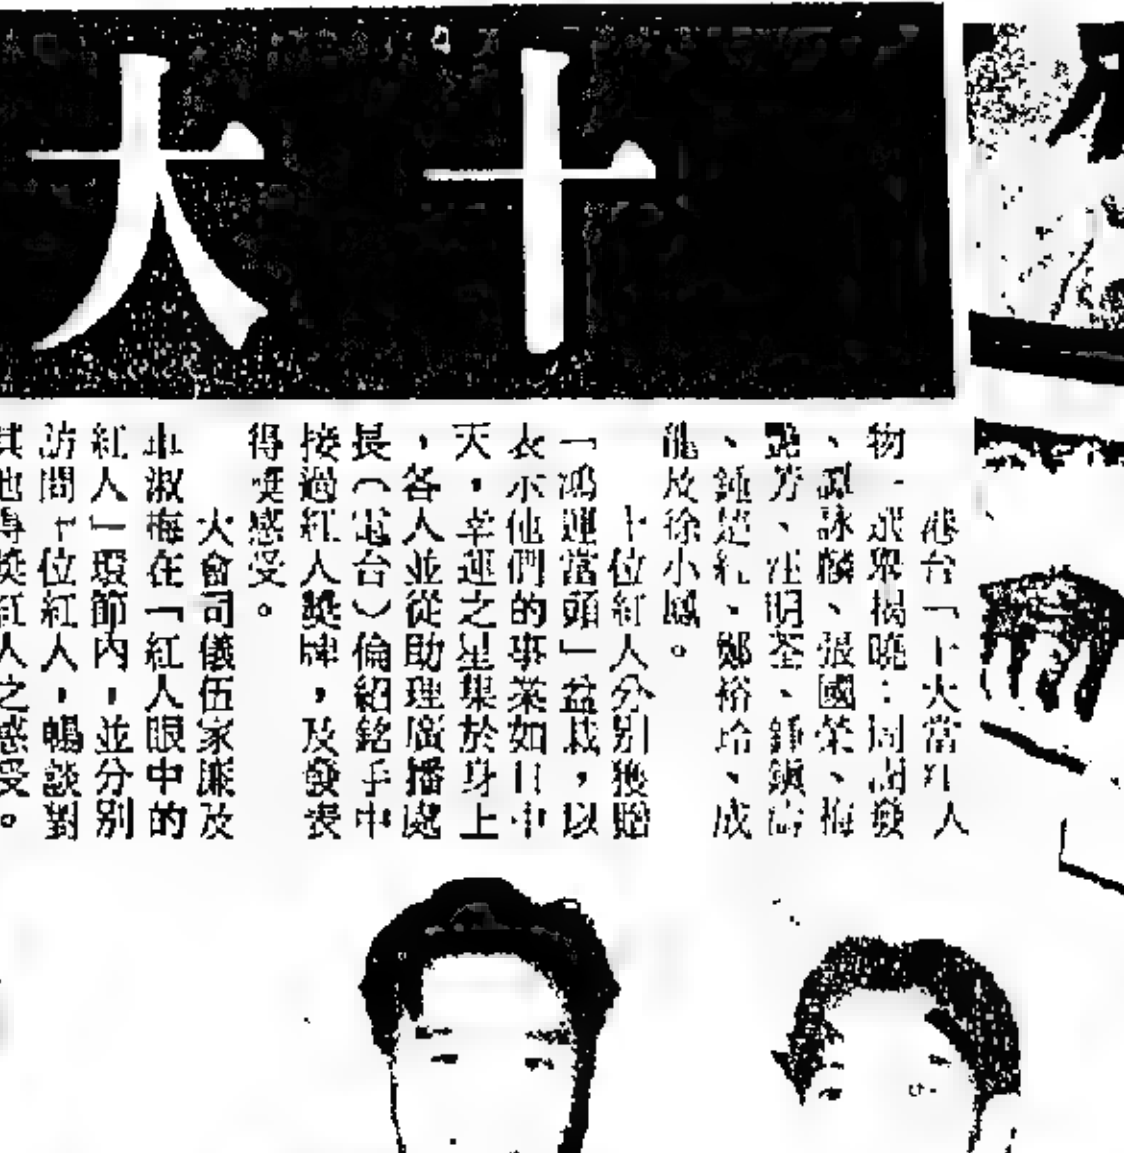 十大
港台「十大當紅人
物」成眾揭曉：周潤發
、譚詠麟、張國榮、梅
艷芳、汪明荃、鍾鎮濤
、鍾楚紅、鄭裕玲、成
龍及徐小鳳。
十位紅人分別獲贈
「鴻運當頭」盆栽，以
表示他們的事業如日中
天，幸運之星集於身上
，各人並從助理廣播處
長（電台）倫紹銘手中
接過紅人獎牌，及發表
得獎感受。
大會司儀伍家廉及
車淑梅在「紅人眼中的
紅人」環節內，並分別
訪問十位紅人，暢談對
其他得獎紅人之感受。